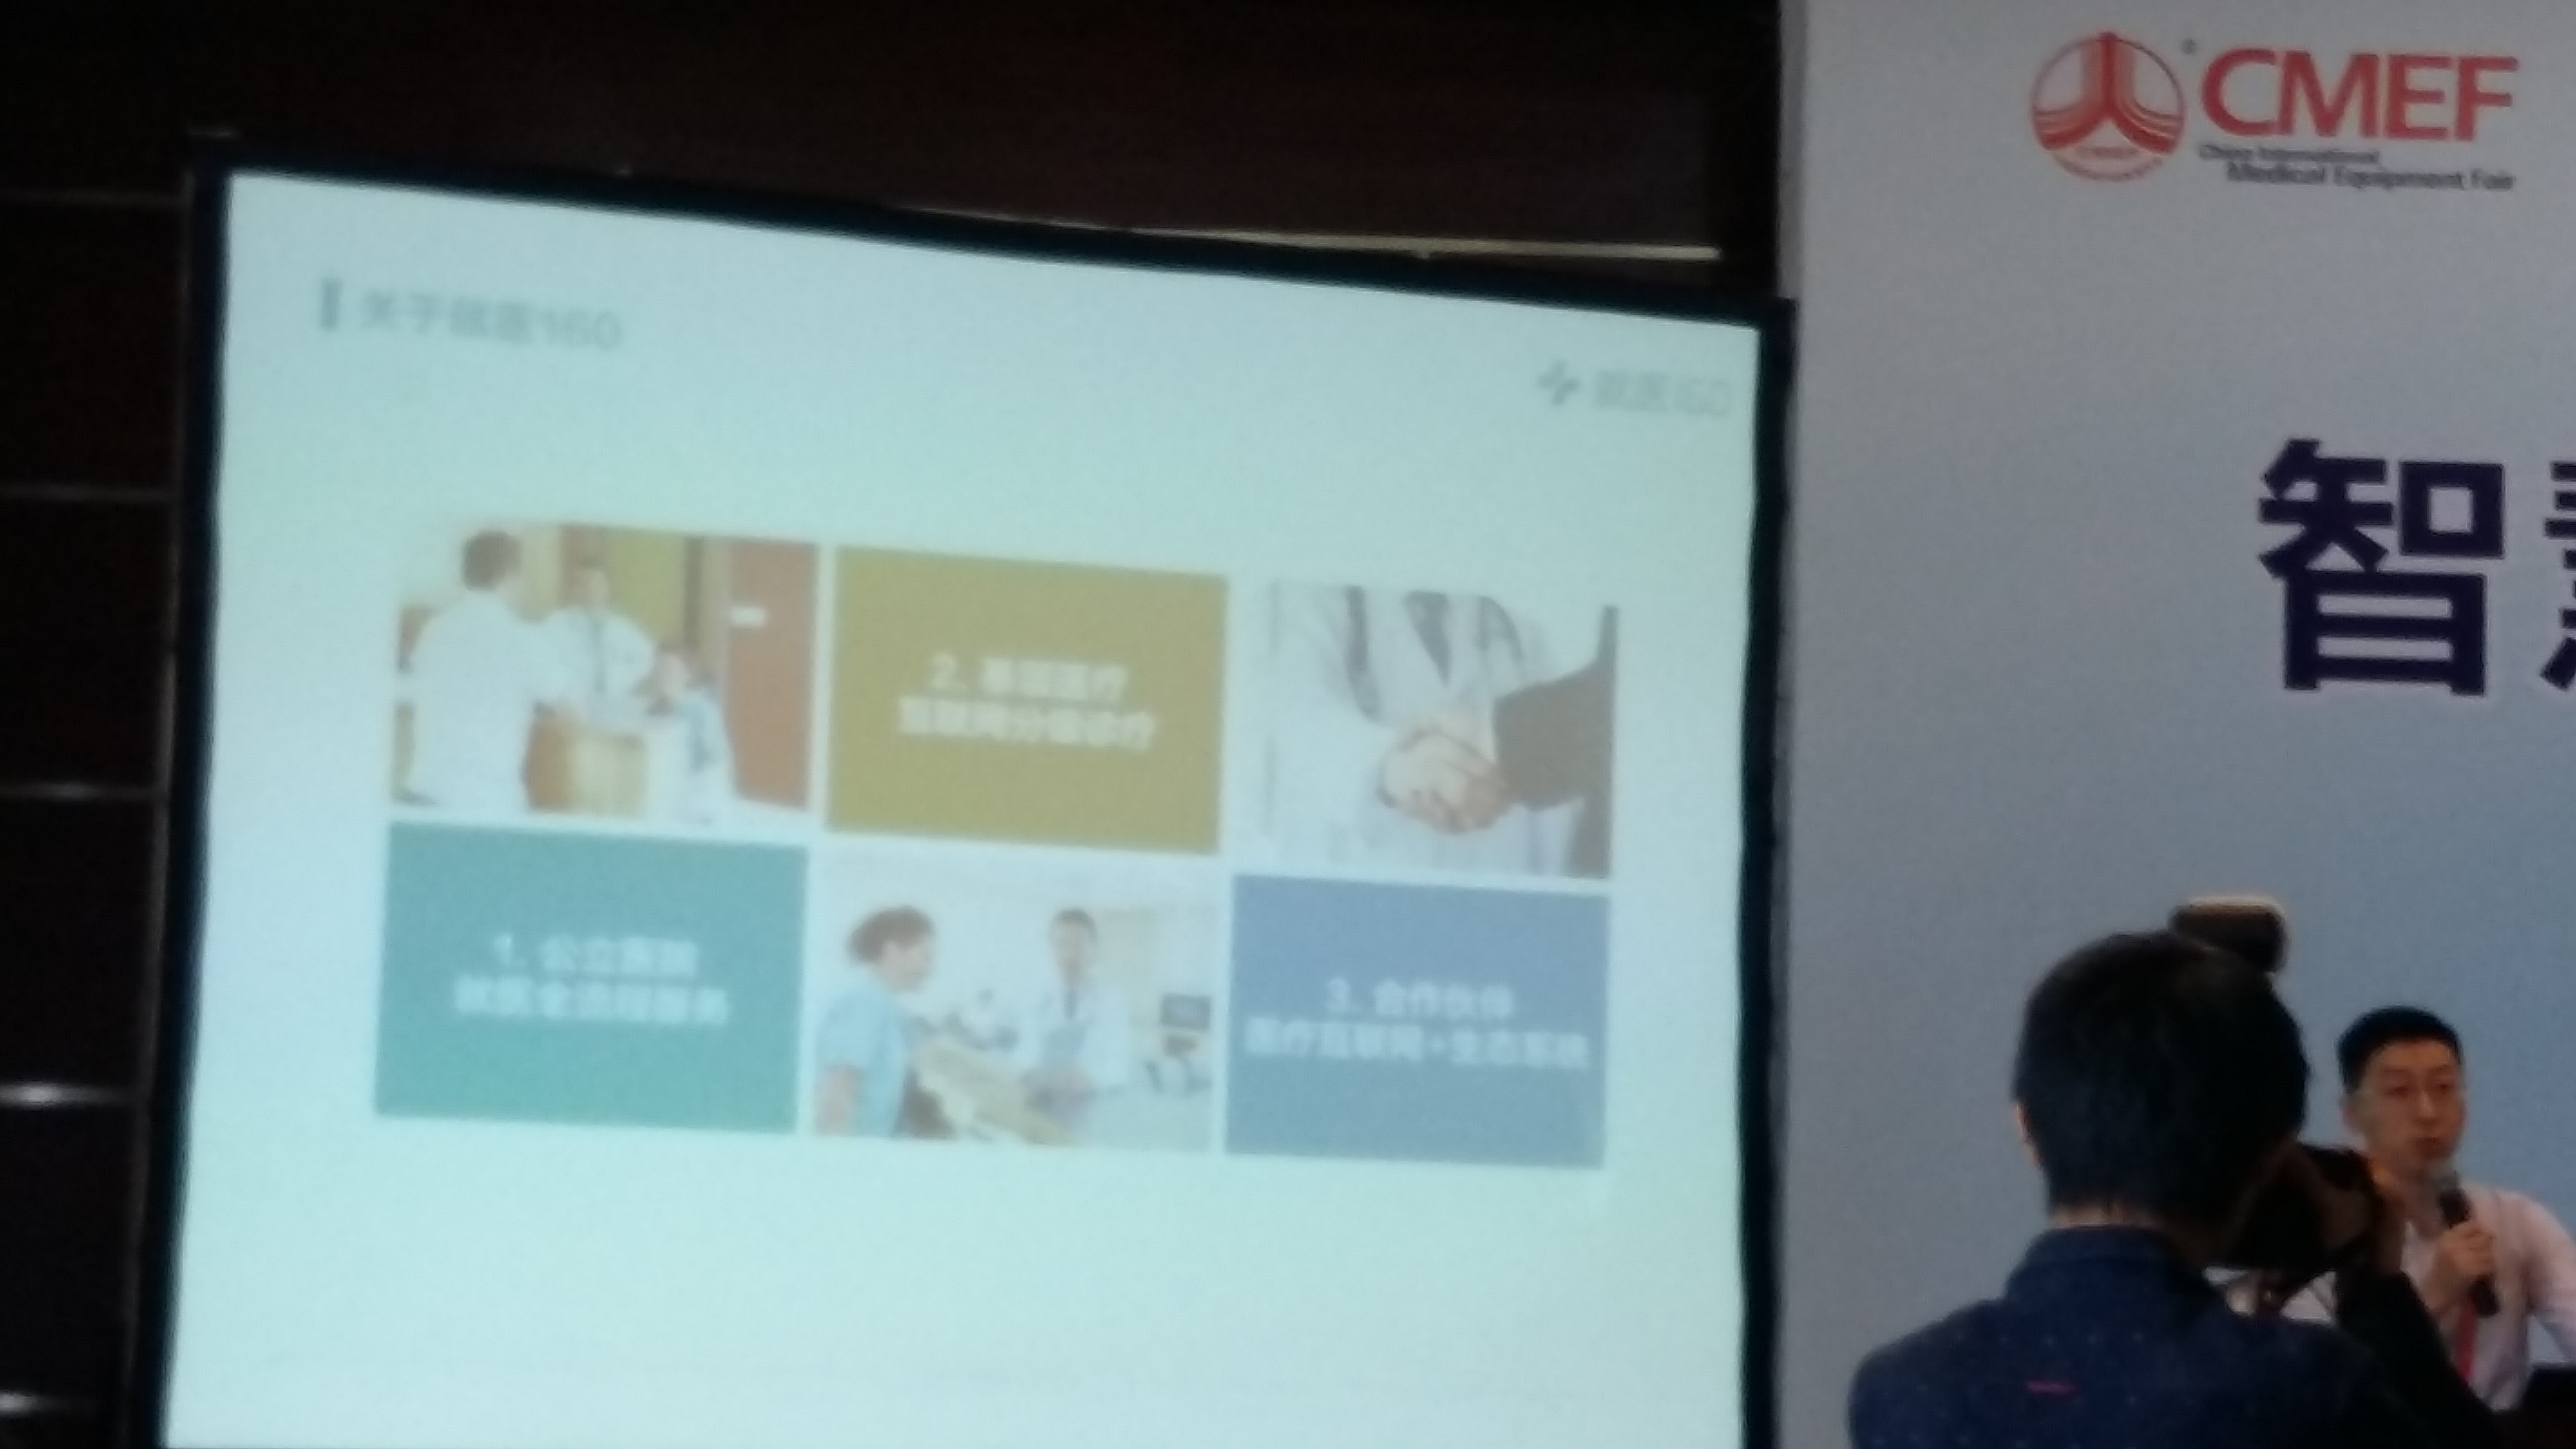 关于就医160
就医160
2. 基层医疗
互联网分级诊疗
1. 公立医院
就医全流程服务
3. 合作伙伴
医疗互联网+生态系统
CMEF
China International
Medical Equipment Fair
智